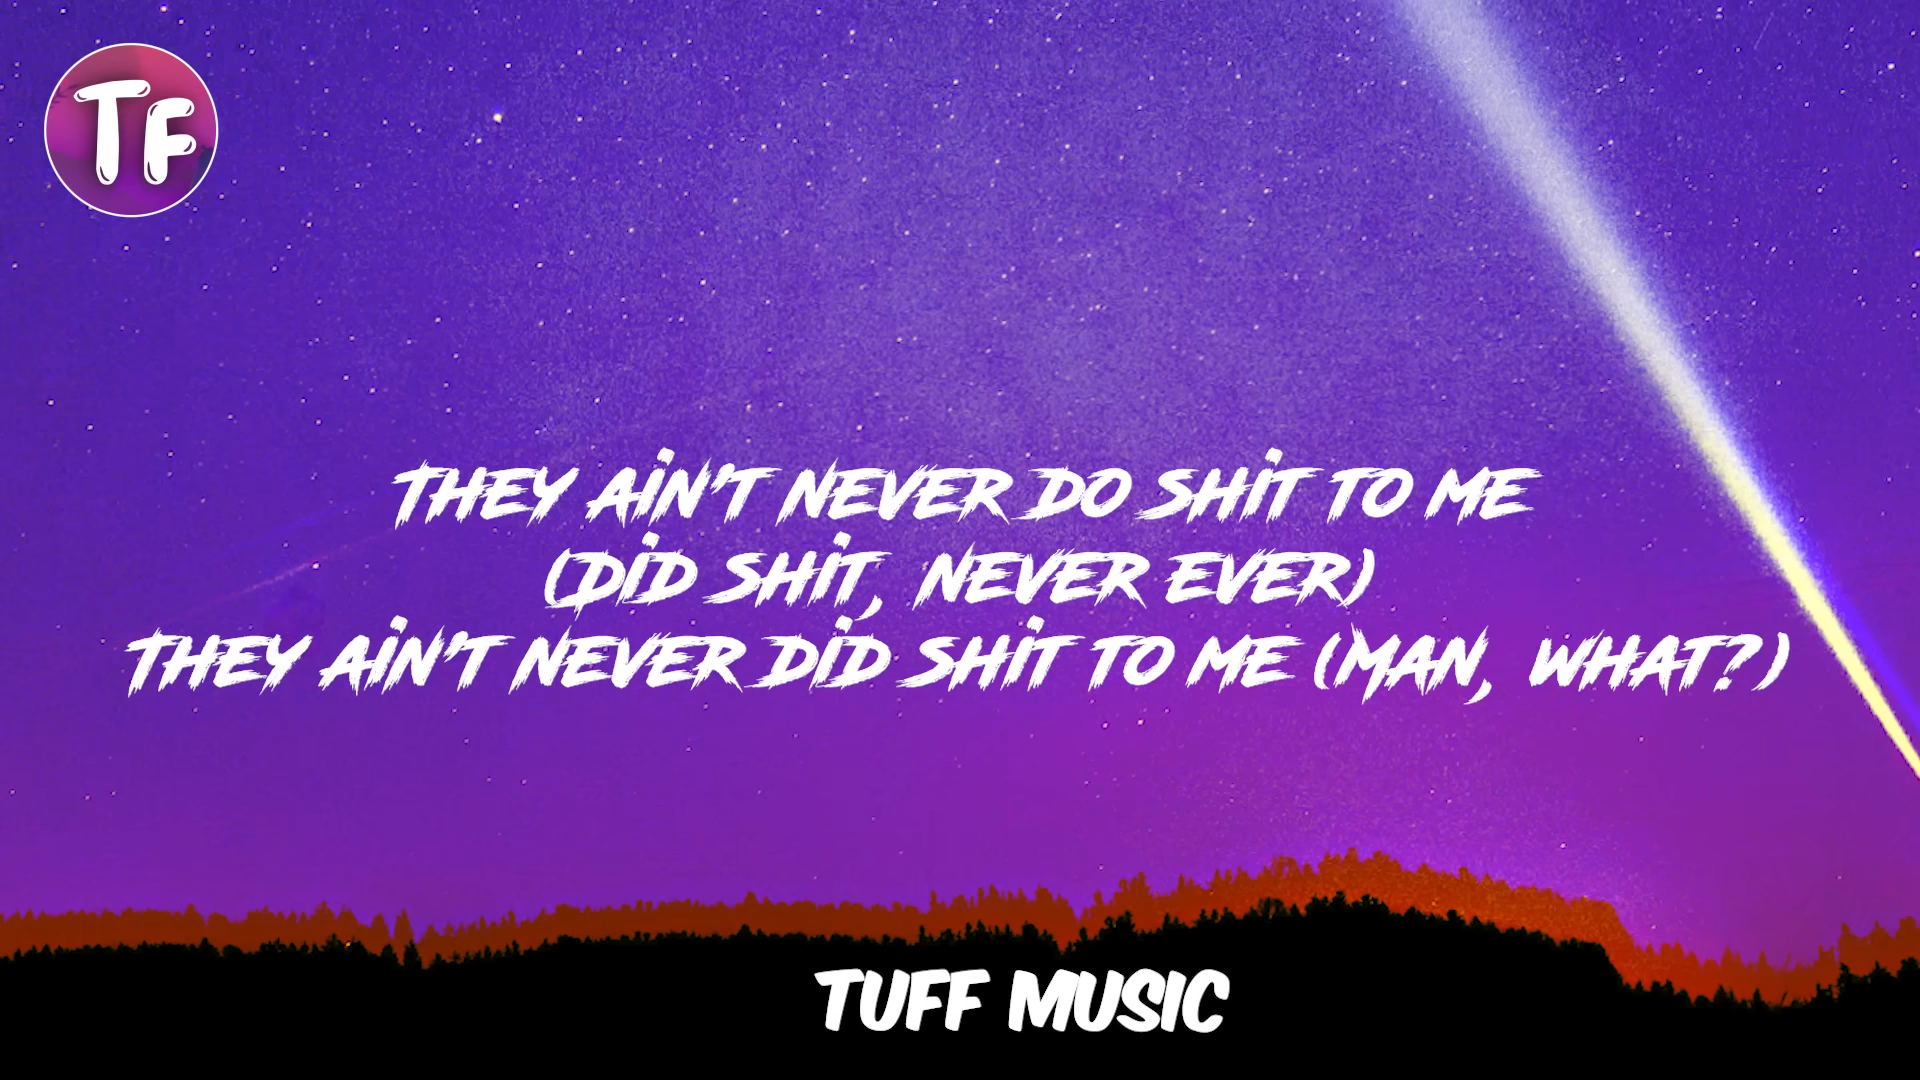 TF
THEY AIN'T NEVER DO SHIT TO ME
(DID SHIT, NEVER EVER)
THEY AIN'T NEVER DID SHIT TO ME (MAN, WHAT?)
TUFF MUSIC